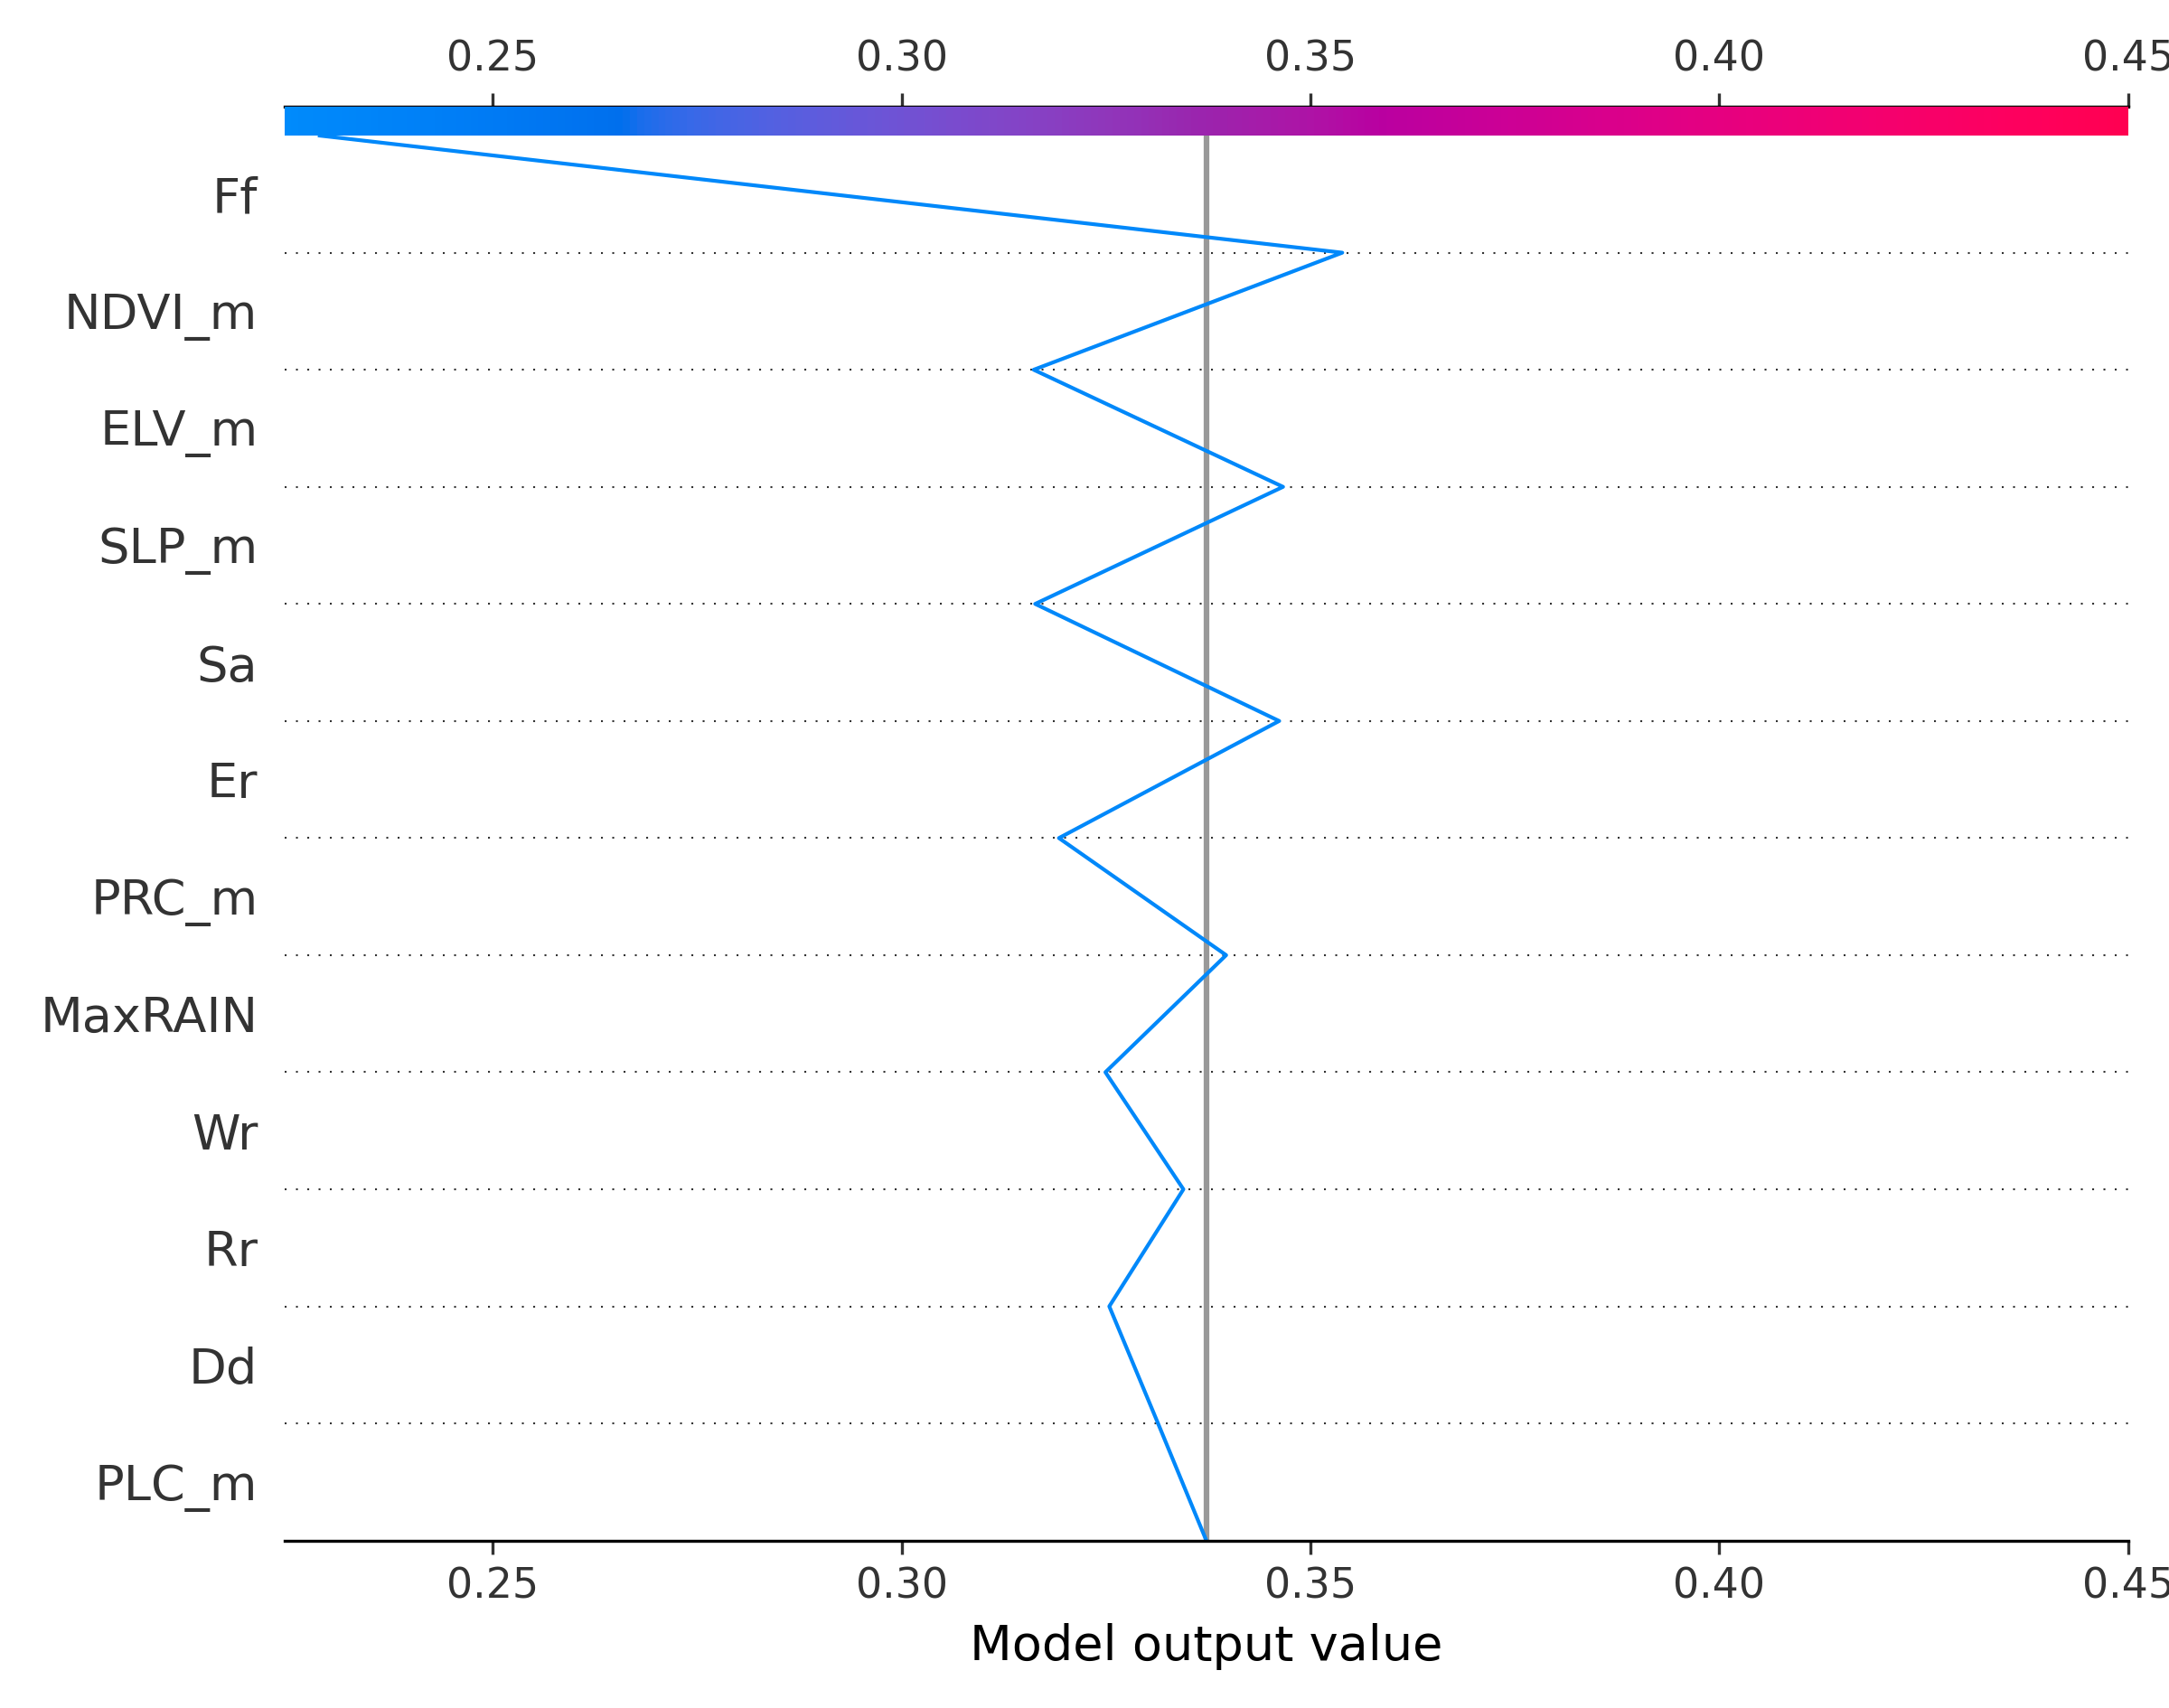 0.25 0.30 0.35 0.40 0.45
Ff
NDVI_m
ELV_m
SLP_m
Sa
Er
PRC_m
MaxRAIN
Wr
Rr
Dd
PLC_m
0.25 0.30 0.35 0.40 0.45
Model output value